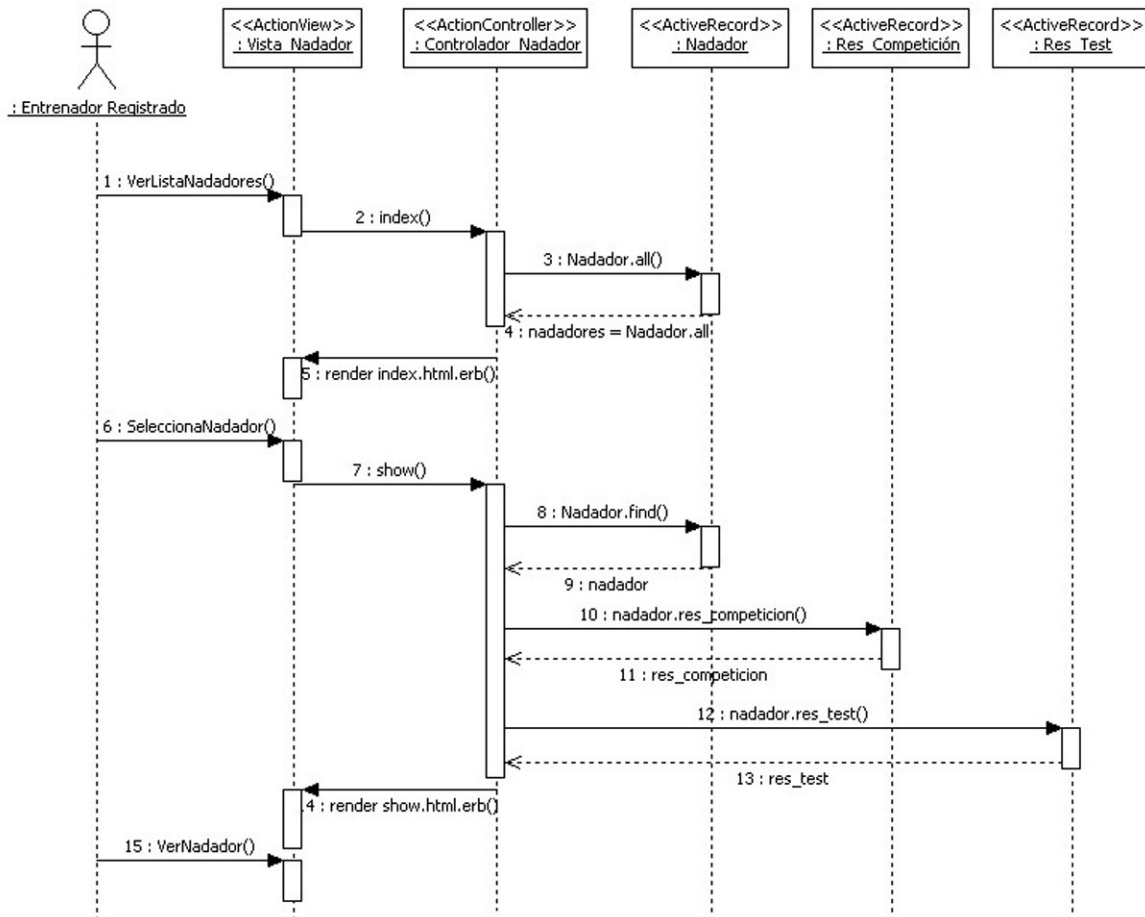 <<ActionView>>
: Vista_Nadador
<<ActionController>>
: Controlador_Nadador
<<ActiveRecord>>
: Nadador
<<ActiveRecord>>
: Res_Competición
<<ActiveRecord>>
: Res_Test
: Entrenador Registrado
1 : VerListaNadadores()
2 : index()
3 : Nadador.all()
4 : nadadores = Nadador.all
5 : render index.html.erb()
6 : SeleccionaNadador()
7 : show()
8 : Nadador.find()
9 : nadador
10 : nadador.res_competicion()
11 : res_competicion
12 : nadador.res_test()
13 : res_test
.4 : render show.html.erb()
15 : VerNadador()